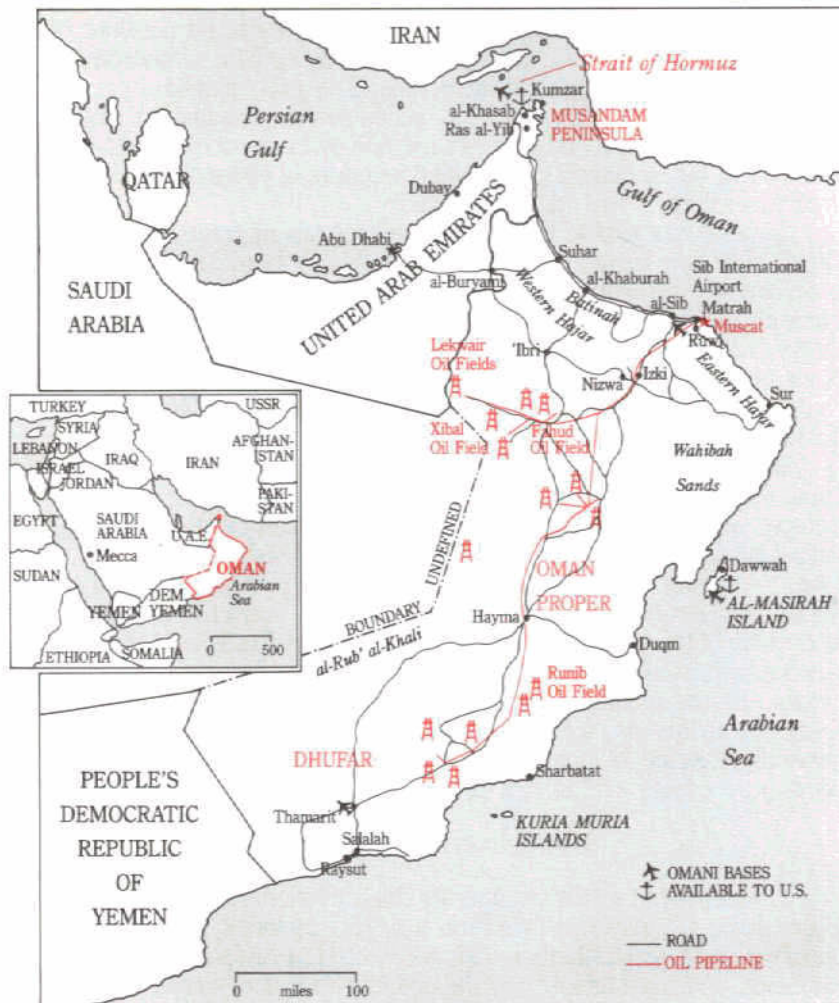 IRAN
Strait of Hormuz
Kumzar
al-Khasab
Ras al-Yib
MUSANDAM
PENINSULA
Persian
Gulf
QATAR
Dubay
Gulf of Oman
Abu Dhabi
UNITED ARAB EMIRATES
Suhar
al-Buryami
al-Khaburah
Sib International
Airport
al-Sib
Matrah
Muscat
Ruwi
SAUDI
ARABIA
Western Hajar
Batinah
Eastern Hajar
Lekwair
Oil Fields
'Ibri
Nizwa
Izki
Sur
Xibal
Oil Field
Fahud
Oil Field
Wahibah
Sands
TURKEY
USSR
SYRIA
LEBANON
ISRAEL
JORDAN
IRAQ
IRAN
AFGHAN-
ISTAN
PAKI-
STAN
EGYPT
SAUDI
ARABIA
U.A.E.
Mecca
OMAN
SUDAN
Arabian
Sea
DEM.
YEMEN
YEMEN
ETHIOPIA
SOMALIA
0 500
BOUNDARY UNDEFINED
al-Rub' al-Khali
OMAN
PROPER
Dawwah
AL-MASIRAH
ISLAND
Hayma
Duqm
Runib
Oil Field
Arabian
Sea
DHUFAR
Sharbatat
Thamarit
KURIA MURIA
ISLANDS
Salalah
Raysut
PEOPLE'S
DEMOCRATIC
REPUBLIC
OF
YEMEN
OMANI BASES
AVAILABLE TO U.S.
ROAD
OIL PIPELINE
0 miles 100